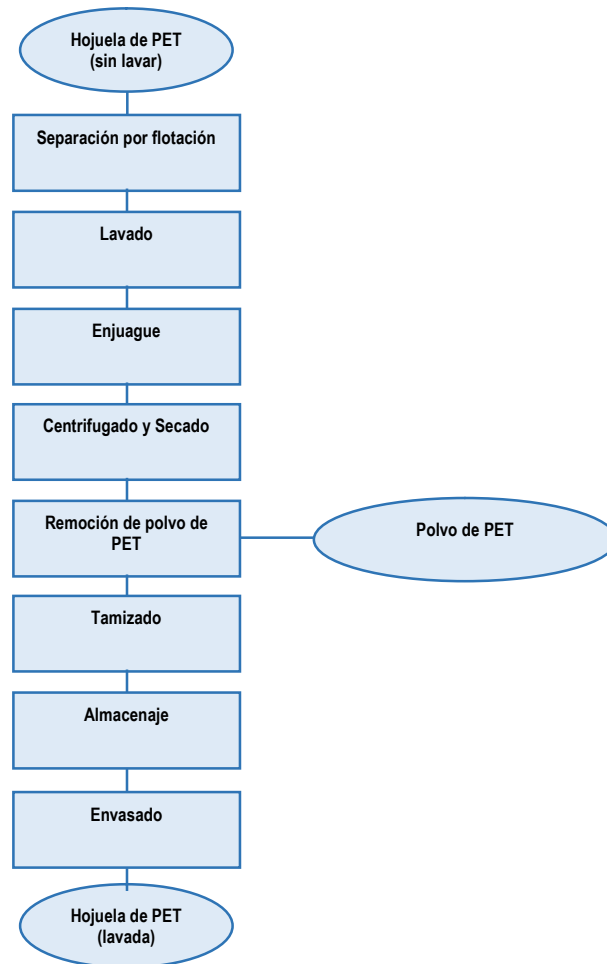 Hojuela de PET
(sin lavar)
Separación por flotación
Lavado
Enjuague
Centrifugado y Secado
Remoción de polvo de
PET
Polvo de PET
Tamizado
Almacenaje
Envasado
Hojuela de PET
(lavada)